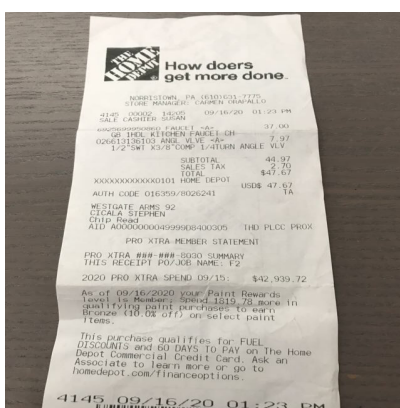 THE HOME DEPOT
How doers
get more done.
NORRISTOWN, PA (610)631-7775
STORE MANAGER: CARMEN ORAPALLO
4145 00002 14205 09/16/20 01:23 PM
SALE CASHIER SUSAN
FAUCET <A> 37.00
GB 1HDL KITCHEN FAUCET CH
026613136103 ANGL VLVE <A> 7.97
1/2"SWT X3/8"COMP 1/4TURN ANGLE VLV
SUBTOTAL 44.97
SALES TAX 2.70
TOTAL $47.67
XXXXXXXXXXXX0101 HOME DEPOT
USD$ 47.67
AUTH CODE 016359/8026241 TA
WESTGATE ARMS 92
CICALA STEPHEN
Chip Read
AID A0000000049999D8400305 THD PLCC PROX
PRO XTRA MEMBER STATEMENT
PRO XTRA ###-###-8030 SUMMARY
THIS RECEIPT PO/JOB NAME: F2
2020 PRO XTRA SPEND 09/15: $42,939.72
As of 09/16/2020 your Paint Rewards
level is Member; Spend $1819.78 more in
qualifying paint purchases to earn
Bronze (10.0% off) on select paint
items.
This purchase qualifies for FUEL
DISCOUNTS and 60 DAYS TO PAY on The Home
Depot Commercial Credit Card. Ask an
Associate to learn more or go to
homedepot.com/financeoptions.
4145 09/16/20 01:23 PM